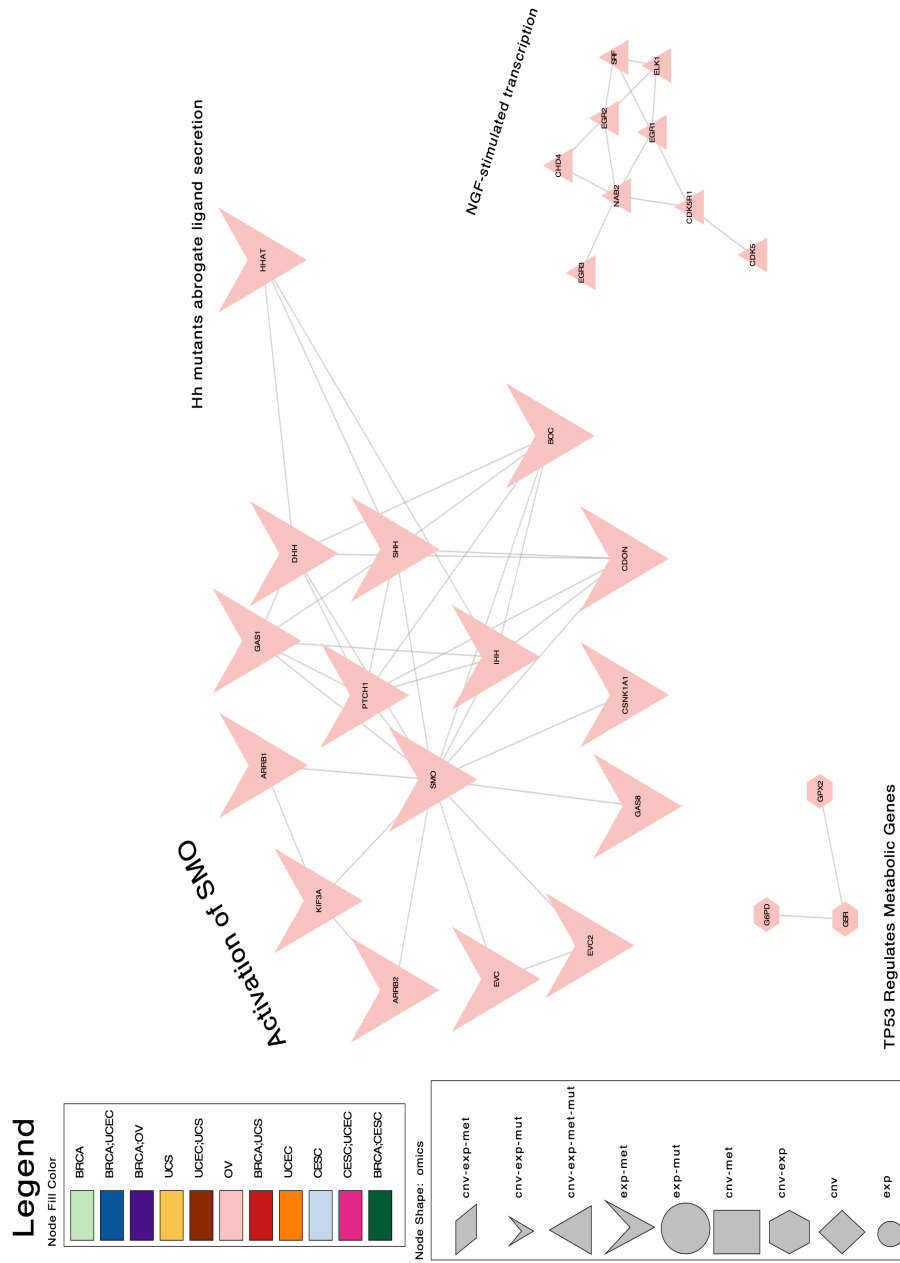 Legend
Node Fill Color
BRCA
BRCA;UCEC
BRCA;OV
UCS
UCEC;UCS
OV
BRCA;UCS
UCEC
CESC
CESC;UCEC
BRCA;CESC
Node Shape: omics
cnv-exp-met
cnv-exp-mut
cnv-exp-met-mut
exp-met
exp-mut
cnv-met
cnv-exp
cnv
exp
Activation of SMO
Hh mutants abrogate ligand secretion
HHAT
DHH
SHH
BOC
CDON
GAS1
PTCH1
IHH
CSNK1A1
ARRB1
SMO
GAS8
KIF3A
ARRB2
EVC
EVC2
NGF-stimulated transcription
SRF
ELK1
EGR2
EGR1
CHD4
NAB2
CDK5R1
EGR3
CDK5
TP53 Regulates Metabolic Genes
G6PD
GSR
GPX2